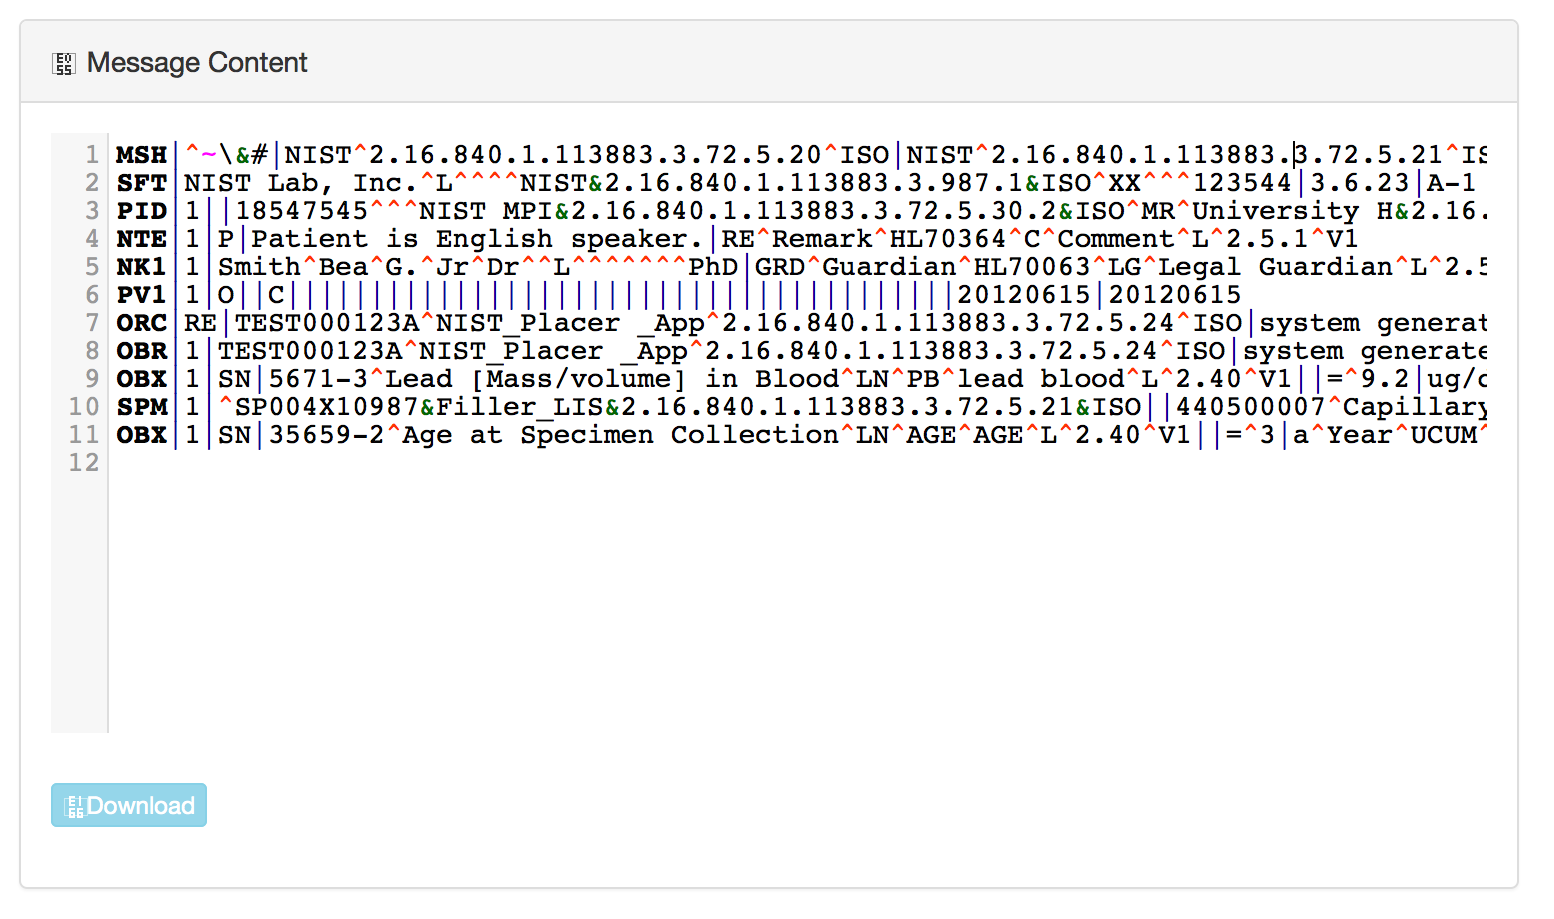 Message Content
1 MSH|^~\&#|NIST^2.16.840.1.113883.3.72.5.20^ISO|NIST^2.16.840.1.113883.3.72.5.21^IS
2 SFT|NIST Lab, Inc.^L^^^^NIST&2.16.840.1.113883.3.987.1&ISO^XX^^^123544|3.6.23|A-1
3 PID|1||18547545^^^NIST MPI&2.16.840.1.113883.3.72.5.30.2&ISO^MR^University H&2.16.
4 NTE|1|P|Patient is English speaker.|RE^Remark^HL70364^C^Comment^L^2.5.1^V1
5 NK1|1|Smith^Bea^G.^Jr^Dr^^L^^^^^^^PhD|GRD^Guardian^HL70063^LG^Legal Guardian^L^2.5
6 PV1|1|O||C||||||||||||||||||||||||||||||||||||||||20120615|20120615
7 ORC|RE|TEST000123A^NIST_Placer _App^2.16.840.1.113883.3.72.5.24^ISO|system generat
8 OBR|1|TEST000123A^NIST_Placer _App^2.16.840.1.113883.3.72.5.24^ISO|system generate
9 OBX|1|SN|5671-3^Lead [Mass/volume] in Blood^LN^PB^lead blood^L^2.40^V1||=^9.2|ug/d
10 SPM|1|^SP004X10987&Filler_LIS&2.16.840.1.113883.3.72.5.21&ISO||440500007^Capillary
11 OBX|1|SN|35659-2^Age at Specimen Collection^LN^AGE^AGE^L^2.40^V1||=^3|a^Year^UCUM^
12
Download